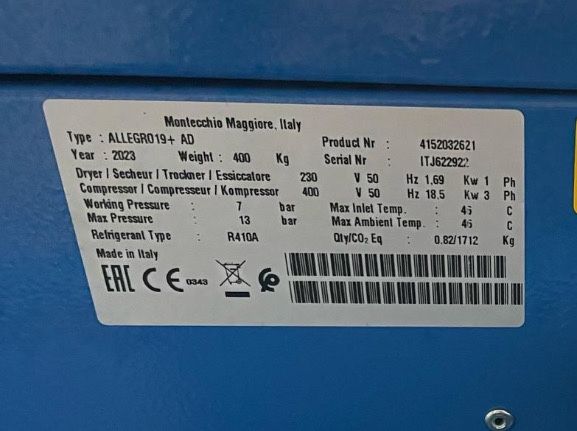 Montecchio Maggiore, Italy
Type : ALLEGRO19+ AD Product Nr : 4152032621
Year : 2023 Weight : 400 Kg Serial Nr : ITJ622922
Dryer / Secheur / Trockner / Essiccatore 230 V 50 Hz 1,69 Kw 1 Ph
Compressor / Compresseur / Kompressor 400 V 50 Hz 18,5 Kw 3 Ph
Working Pressure : 7 bar Max Inlet Temp. : 45 C
Max Pressure : 13 bar Max Ambient Temp. : 45 C
Refrigerant Type : R410A Qty/CO₂ Eq : 0.82/1712 Kg
Made in Italy
EAC CE 0343